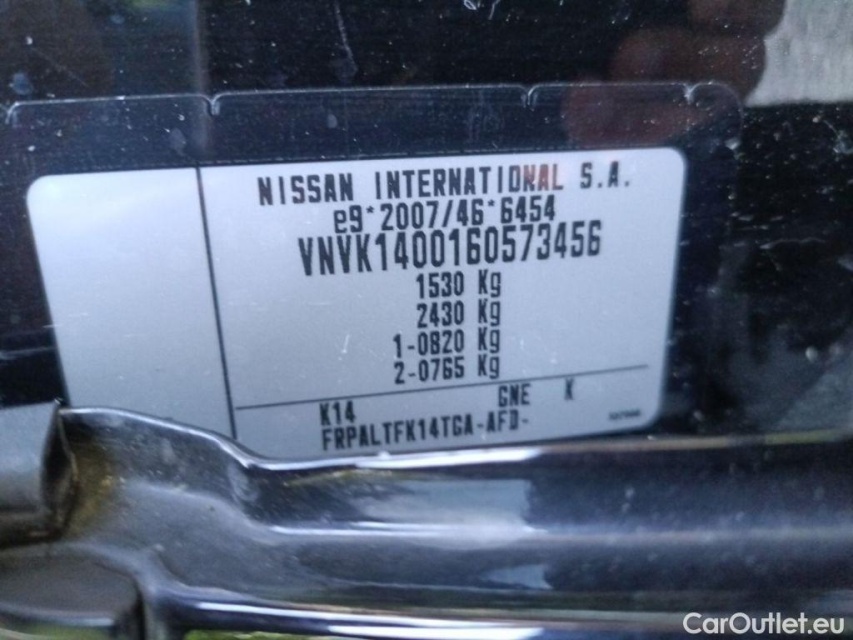 NISSAN INTERNATIONAL S.A.
e9*2007/46*6454
VNVK1400160573456
1530 Kg
2430 Kg
1-0820 Kg
2-0765 Kg
K14 GNE K
FRPALTFK14TGA-AFD-
CarOutlet.eu